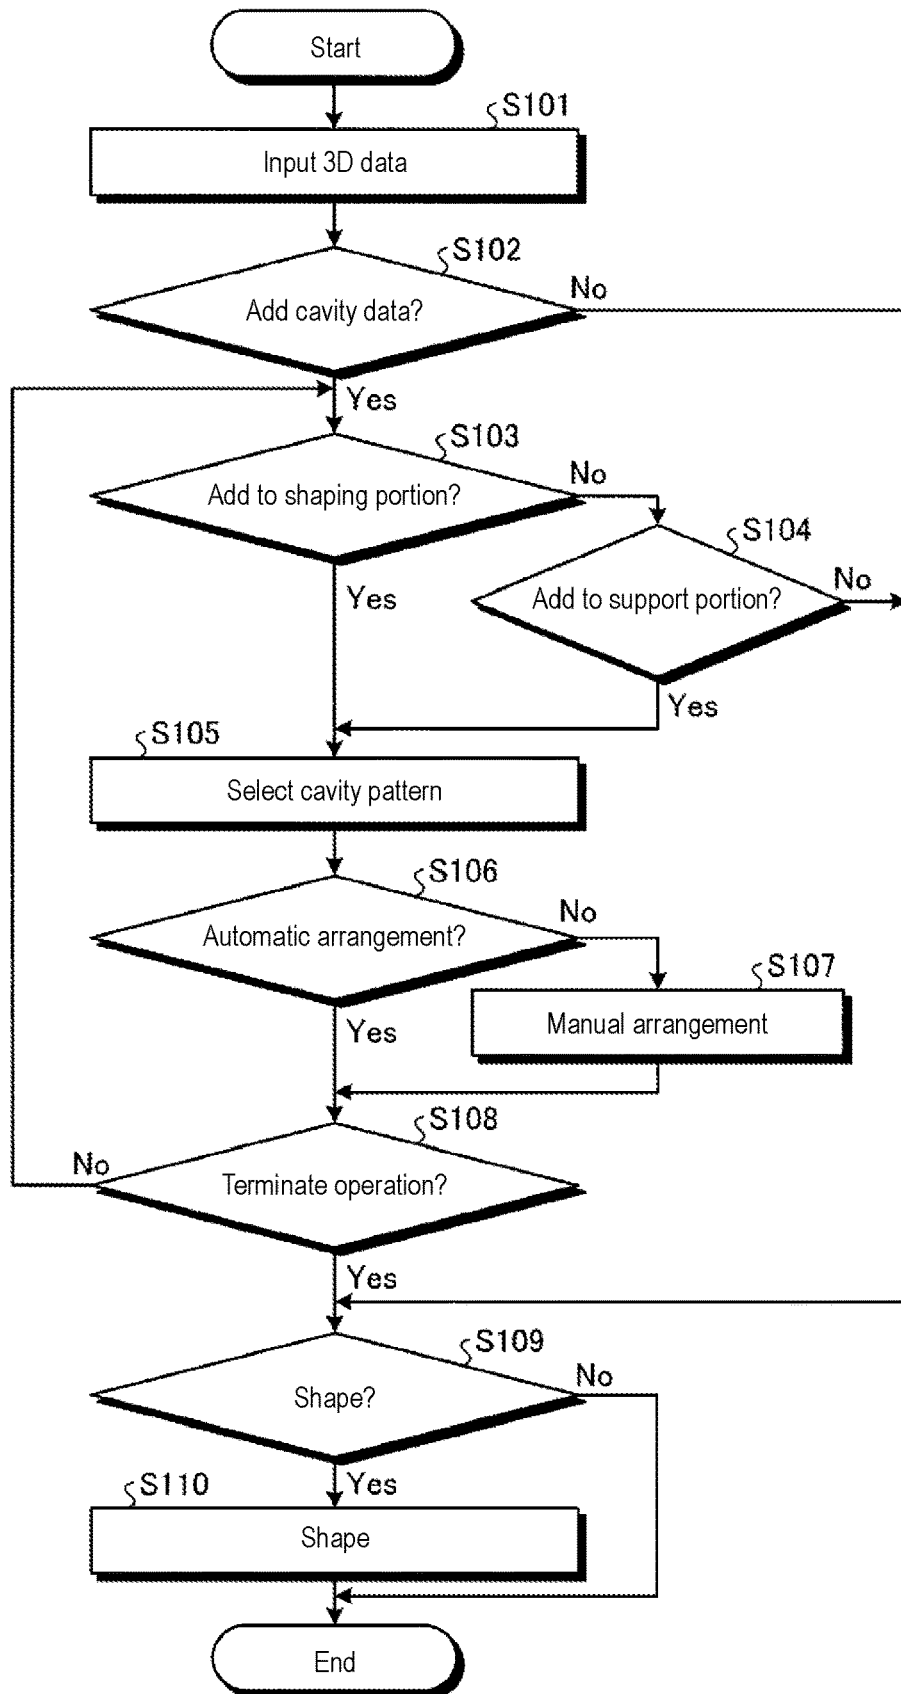 Start
S101
Input 3D data
S102
Add cavity data?
No
Yes
S103
Add to shaping portion?
No
S104
Add to support portion?
No
Yes
Yes
S105
Select cavity pattern
S106
Automatic arrangement?
No
S107
Manual arrangement
Yes
S108
No
Terminate operation?
Yes
S109
Shape?
No
Yes
S110
Shape
End